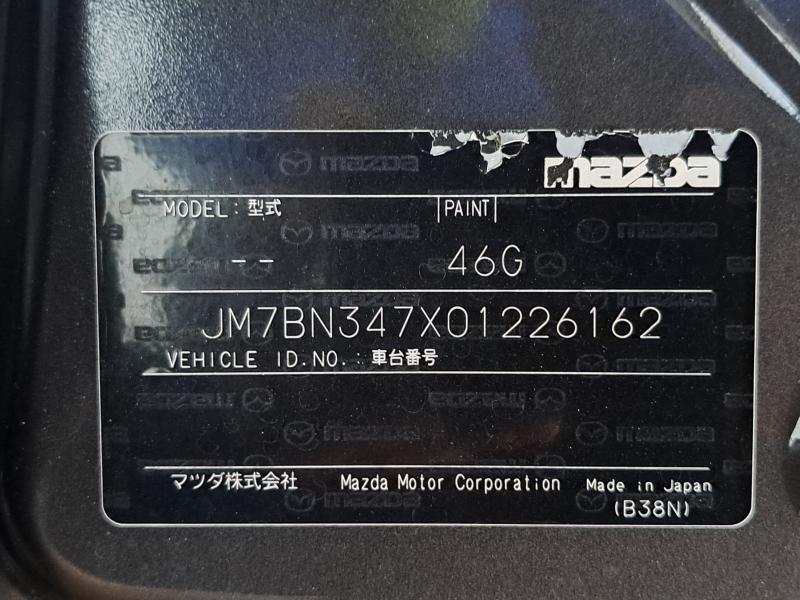 mazda
MODEL : 型式 |PAINT|
-- 46G
JM7BN347X01226162
VEHICLE ID.NO. : 車台番号
マツダ株式会社 Mazda Motor Corporation Made in Japan
(B38N)